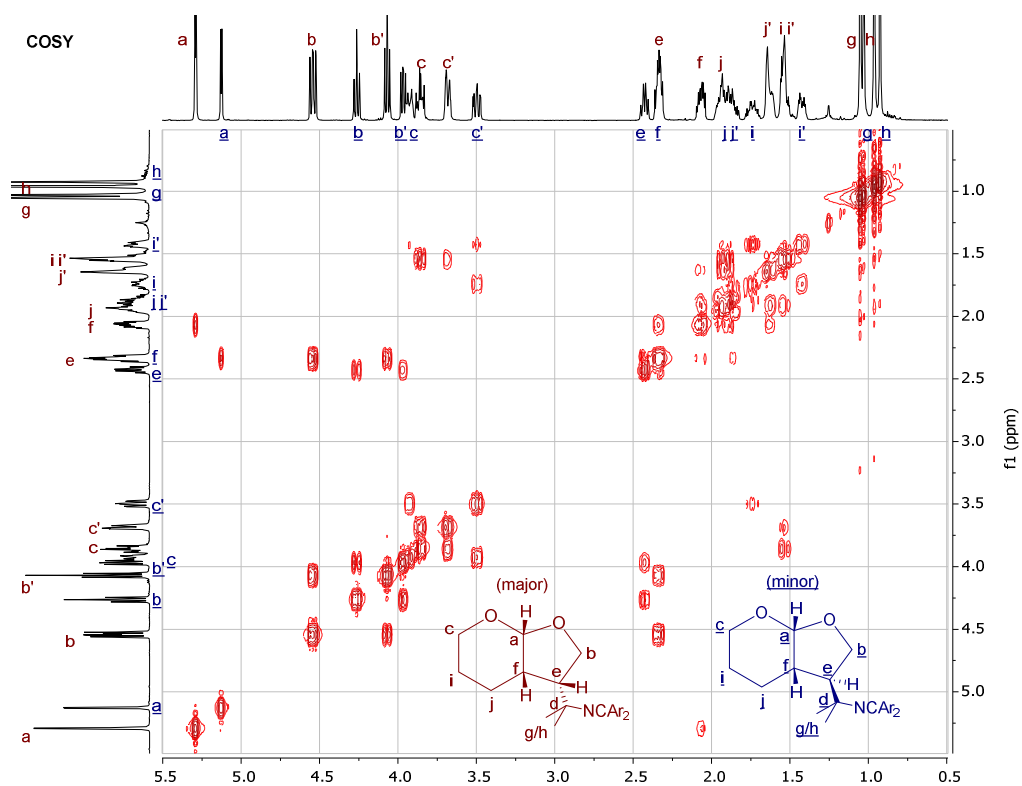 COSY
a b b' c c' e f j j' i i' g h
a b b' c c' e f j j' i i' g h
h
h
g
g
i'
i i'
j'
i
j j'
j
f
e
f
e
c'
c'
c
c
b'
b'
b
b
a
a
1.0
1.5
2.0
2.5
3.0
3.5
4.0
4.5
5.0
f1 (ppm)
5.5 5.0 4.5 4.0 3.5 3.0 2.5 2.0 1.5 1.0 0.5
(major)
H
O O
c a b
f e
i H
j H
d NCAr2
g/h
(minor)
H
O O
c a b
f e
i H
j H
d NCAr2
g/h